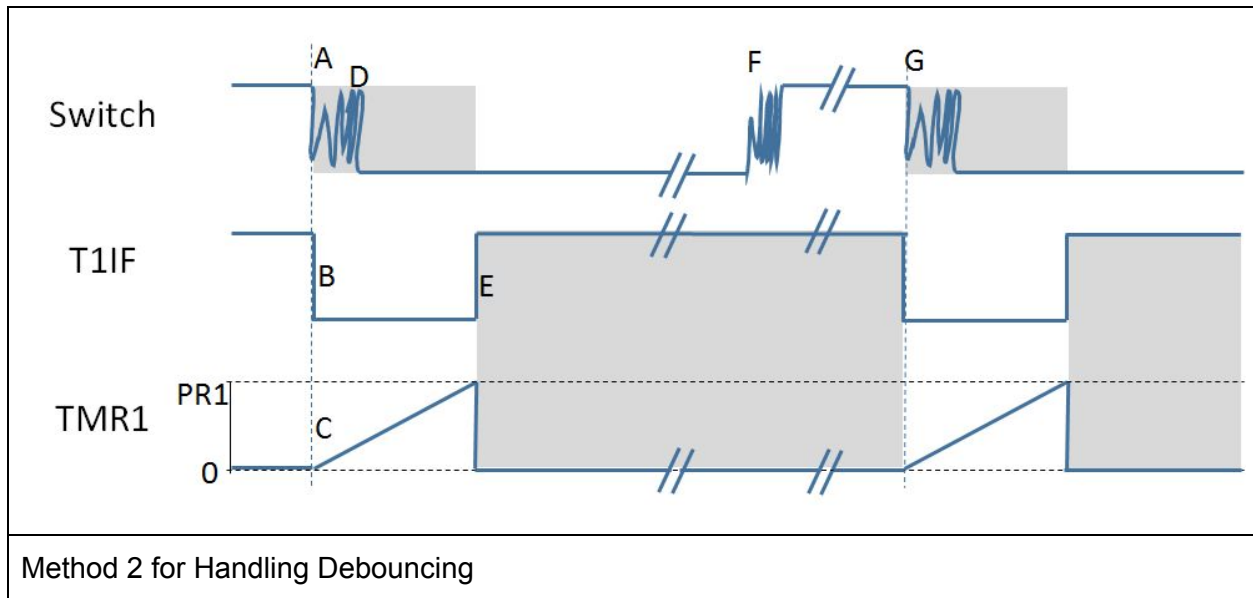 A
D
F
G
Switch
T1IF
B
E
PR1
TMR1
C
0
Method 2 for Handling Debouncing